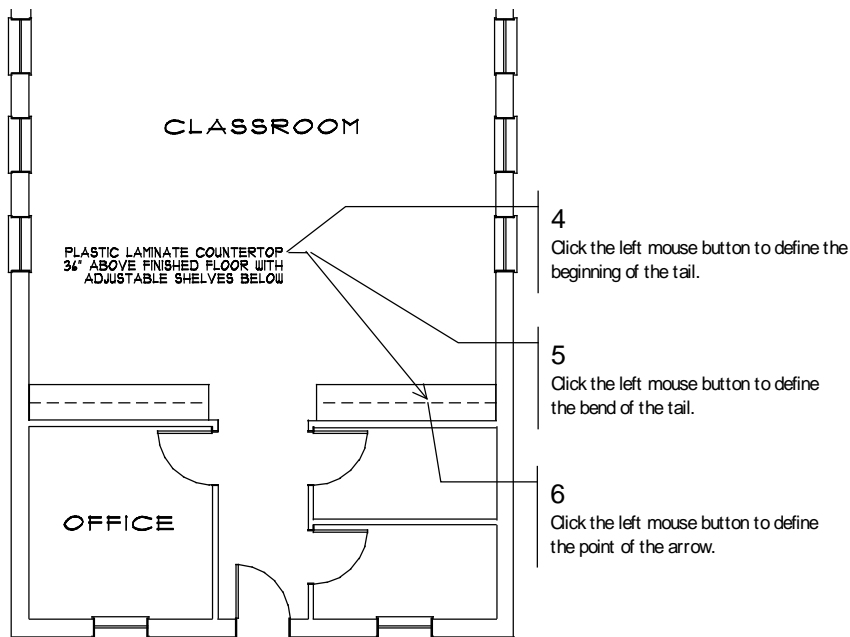 CLASSROOM
PLASTIC LAMINATE COUNTERTOP
36" ABOVE FINISHED FLOOR WITH
ADJUSTABLE SHELVES BELOW
OFFICE
4
Click the left mouse button to define the
beginning of the tail.
5
Click the left mouse button to define
the bend of the tail.
6
Click the left mouse button to define
the point of the arrow.